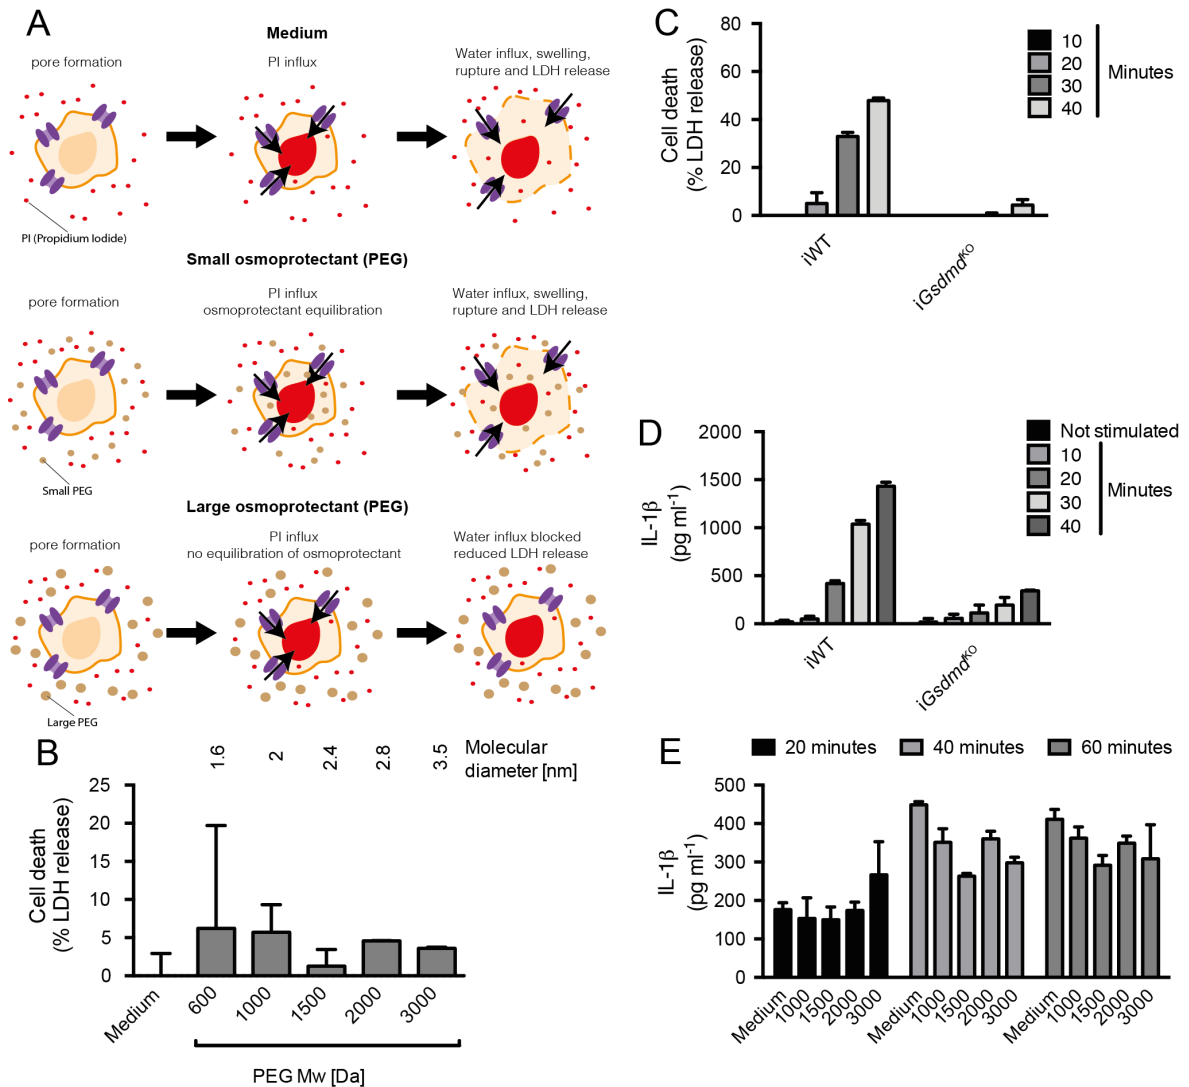 A
Medium
pore formation
PI influx
Water influx, swelling,
rupture and LDH release
PI (Propidium Iodide)
Small osmoprotectant (PEG)
pore formation
PI influx
osmoprotectant equilibration
Water influx, swelling,
rupture and LDH release
Small PEG
Large osmoprotectant (PEG)
pore formation
PI influx
no equilibration of osmoprotectant
Water influx blocked
reduced LDH release
Large PEG
B
1.6
2
2.4
2.8
3.5
Molecular
diameter [nm]
Cell death
(% LDH release)
25
20
15
10
5
0
Medium
600
1000
1500
2000
3000
PEG Mw [Da]
C
Cell death
(% LDH release)
80
60
40
20
0
iWT
iGsdmdKO
10
20
30
40
Minutes
D
IL-1β
(pg ml-1)
2000
1500
1000
500
0
iWT
iGsdmdKO
Not stimulated
10
20
30
40
Minutes
E
20 minutes
40 minutes
60 minutes
IL-1β
(pg ml-1)
500
400
300
200
100
0
Medium
1000
1500
2000
3000
Medium
1000
1500
2000
3000
Medium
1000
1500
2000
3000